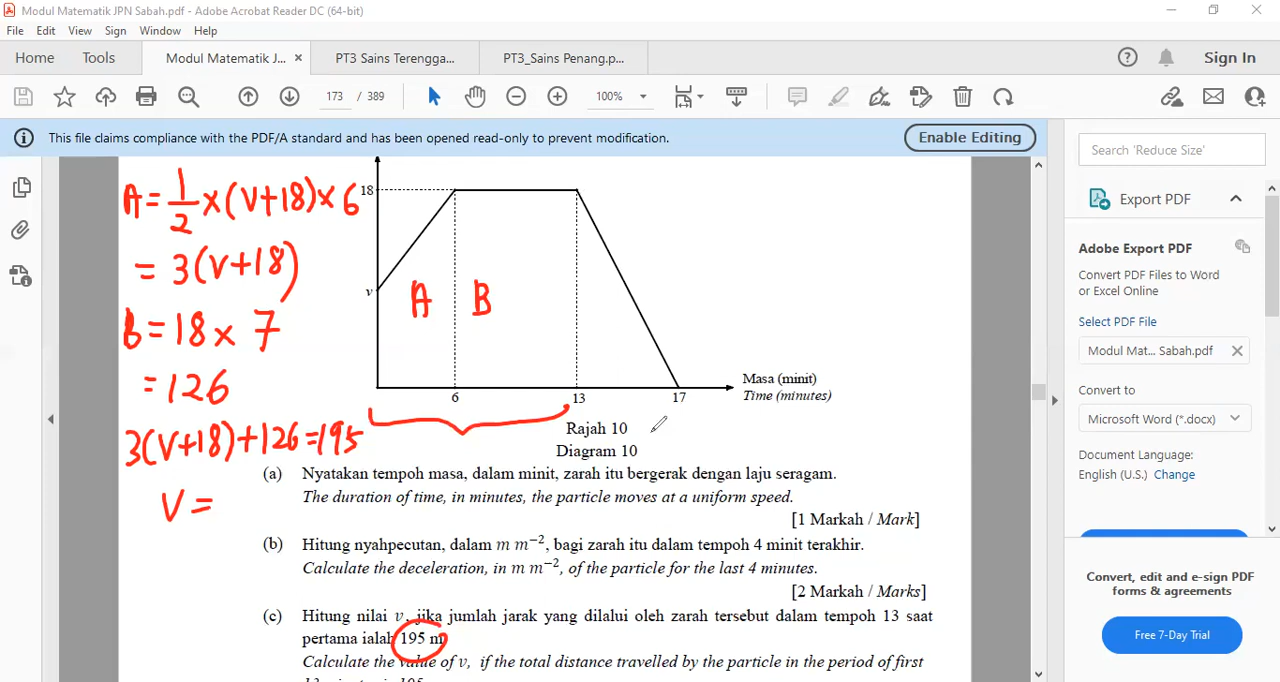 Modul Matematik JPN Sabah.pdf - Adobe Acrobat Reader DC (64-bit)
File Edit View Sign Window Help
Home Tools Modul Matematik J... × PT3 Sains Terengga... PT3_Sains Penang.p... Sign In
173 / 389 100%
This file claims compliance with the PDF/A standard and has been opened read-only to prevent modification. Enable Editing
A = 1/2 × (v+18) × 6
= 3(v+18)
B = 18 × 7
= 126
3(v+18)+126=195
v =
18
v
A B
6 13 17
Masa (minit)
Time (minutes)
Rajah 10
Diagram 10
(a) Nyatakan tempoh masa, dalam minit, zarah itu bergerak dengan laju seragam.
The duration of time, in minutes, the particle moves at a uniform speed.
[1 Markah / Mark]
(b) Hitung nyahpecutan, dalam m m⁻², bagi zarah itu dalam tempoh 4 minit terakhir.
Calculate the deceleration, in m m⁻², of the particle for the last 4 minutes.
[2 Markah / Marks]
(c) Hitung nilai v, jika jumlah jarak yang dilalui oleh zarah tersebut dalam tempoh 13 saat
pertama ialah 195 m
Calculate the value of v, if the total distance travelled by the particle in the period of first
Search 'Reduce Size'
Export PDF
Adobe Export PDF
Convert PDF Files to Word
or Excel Online
Select PDF File
Modul Mat... Sabah.pdf
Convert to
Microsoft Word (*.docx)
Document Language:
English (U.S.) Change
Convert, edit and e-sign PDF
forms & agreements
Free 7-Day Trial